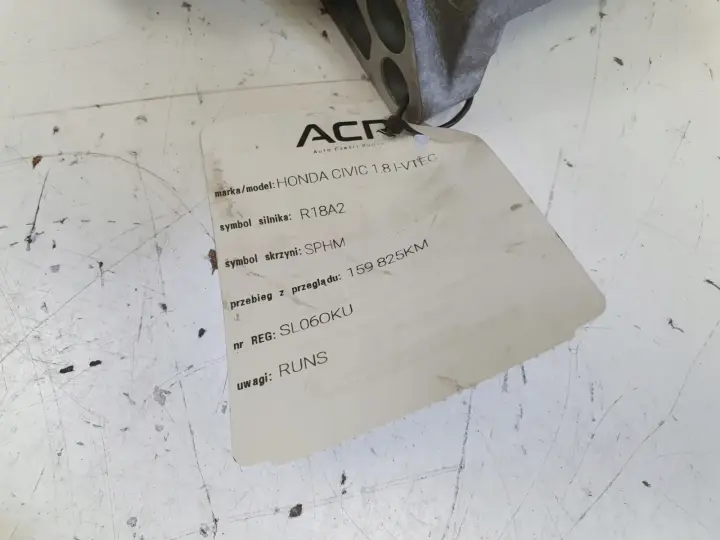 ACR
marka/model: HONDA CIVIC 1.8 I-VTEC
symbol silnika: R18A2
symbol skrzyni: SPHM
przebieg z przeglądu: 159 825KM
nr REG: SL060KU
uwagi: RUNS